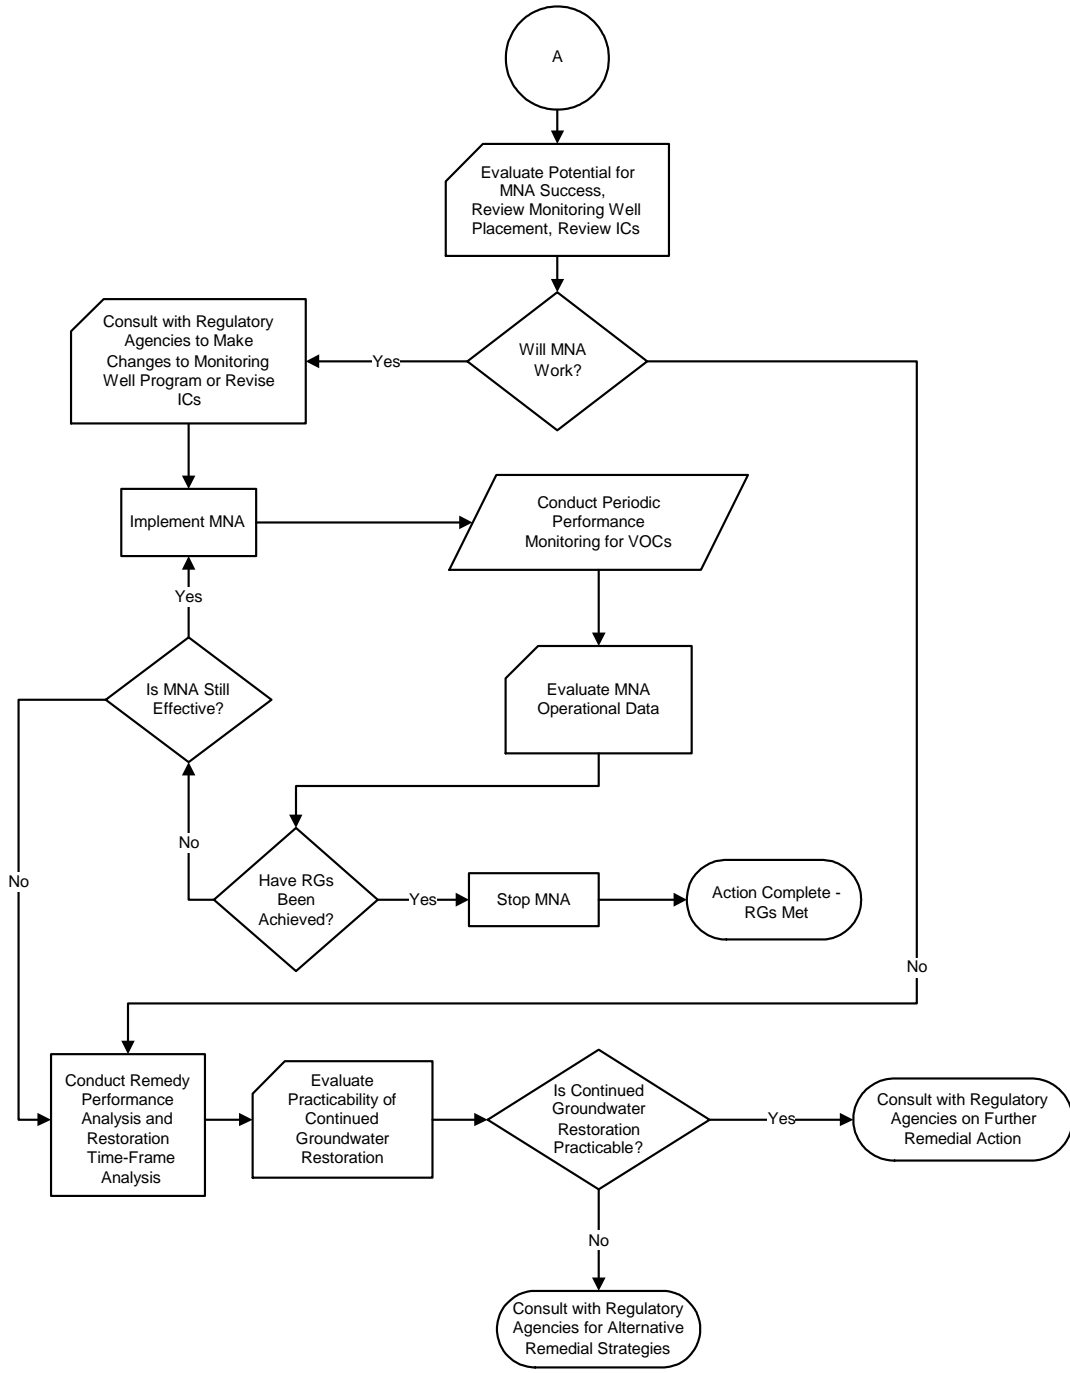 A
Evaluate Potential for
MNA Success,
Review Monitoring Well
Placement, Review ICs
Will MNA
Work?
Yes
Consult with Regulatory
Agencies to Make
Changes to Monitoring
Well Program or Revise
ICs
Implement MNA
Conduct Periodic
Performance
Monitoring for VOCs
Yes
Is MNA Still
Effective?
Evaluate MNA
Operational Data
No
No
Have RGs
Been
Achieved?
Yes
Stop MNA
Action Complete -
RGs Met
No
Conduct Remedy
Performance
Analysis and
Restoration
Time-Frame
Analysis
Evaluate
Practicability of
Continued
Groundwater
Restoration
Is Continued
Groundwater
Restoration
Practicable?
Yes
Consult with Regulatory
Agencies on Further
Remedial Action
No
Consult with Regulatory
Agencies for Alternative
Remedial Strategies